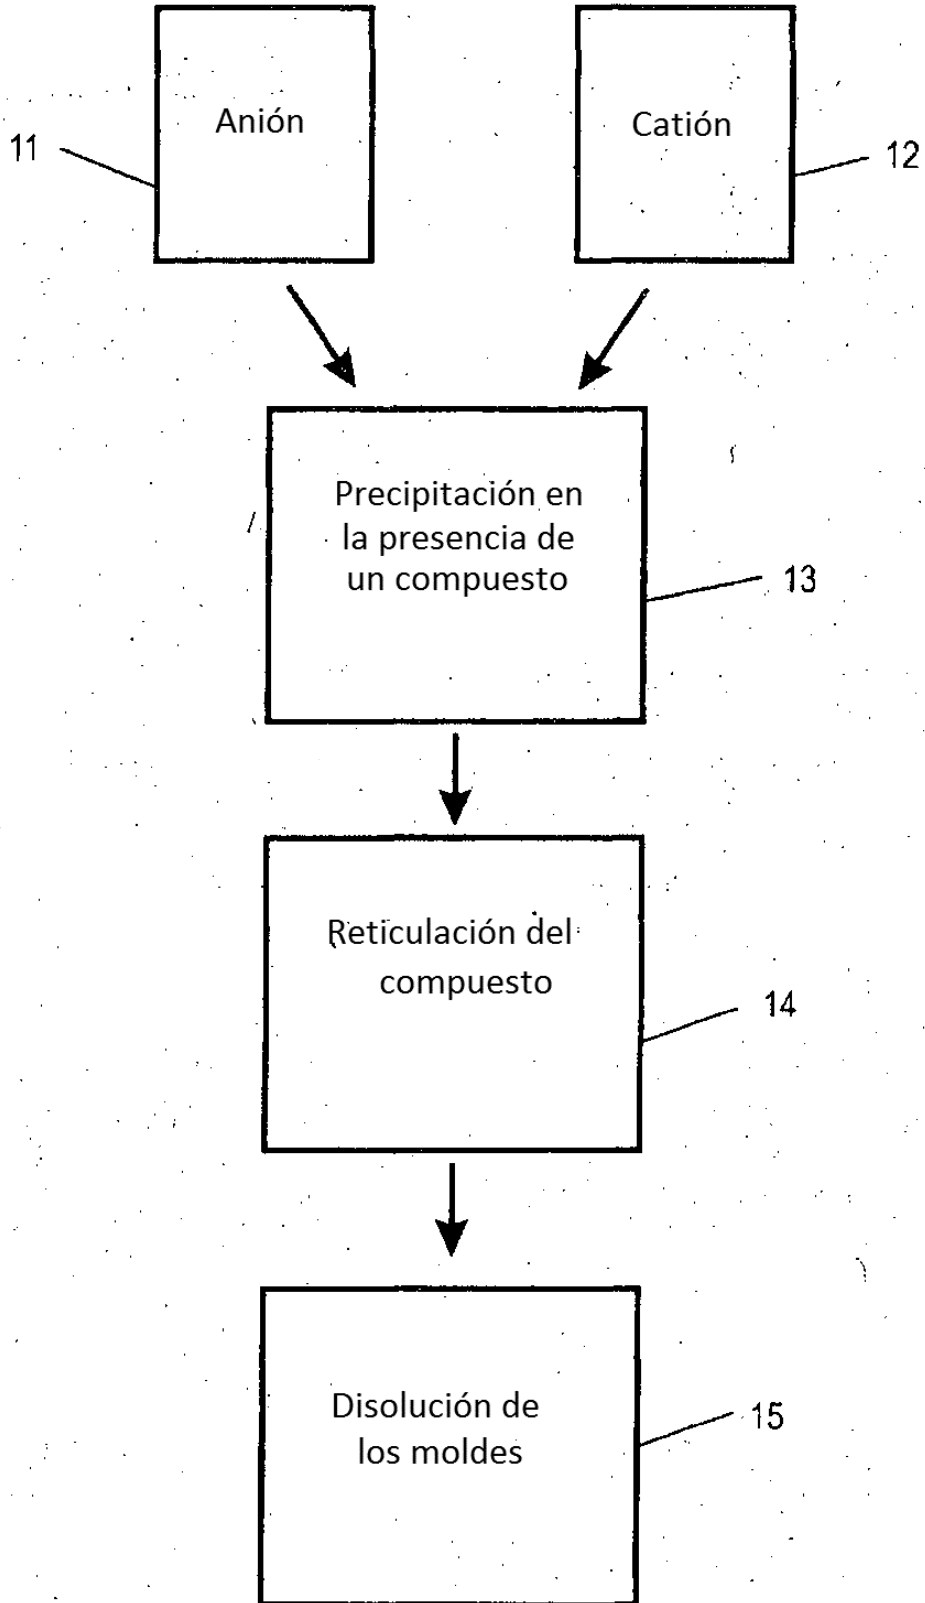 Anión
Catión
11
12
Precipitación en
la presencia de
un compuesto
13
Reticulación del
compuesto
14
Disolución de
los moldes
15